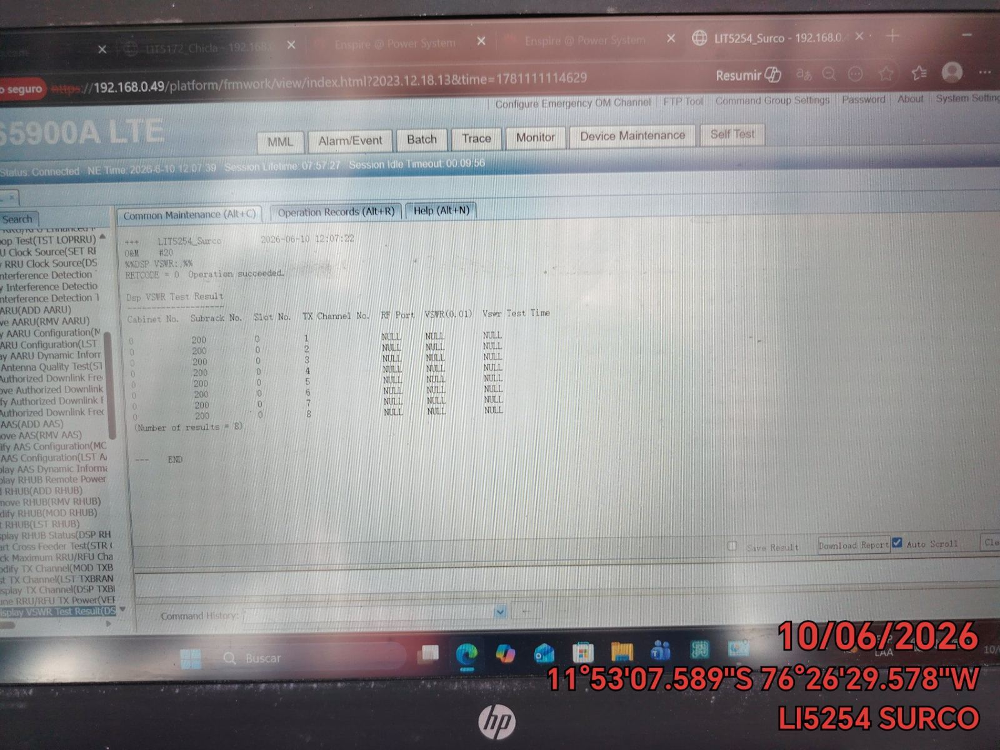 LIT5172_Chicla - 192.168.0.
Enspire @ Power System
Enspire @ Power System
LIT5254_Surco - 192.168.0.4
o seguro
https://192.168.0.49/platform/frmwork/view/index.html?2023.12.18.13&time=1781111114629
Resumir
Configure Emergency OM Channel | FTP Tool | Command Group Settings | Password | About | System Setting
S5900A LTE
MML
Alarm/Event
Batch
Trace
Monitor
Device Maintenance
Self Test
Status: Connected NE Time: 2026-6-10 12:07:39 Session Lifetime: 07:57:27 Session Idle Timeout: 00:09:56
Search
Common Maintenance (Alt+C)
Operation Records (Alt+R)
Help (Alt+N)
oop Test(TST LOPRRU)
U Clock Source(SET RI
y RRU Clock Source(DS
nterference Detection
y Interference Detectio
nterference Detection T
ARU(ADD AARU)
ve AARU(RMV AARU)
y AARU Configuration(M
ARU Configuration(LST
ay AARU Dynamic Inforr
Antenna Quality Test(ST
Authorized Downlink Fre
ove Authorized Downlink
fy Authorized Downlink F
Authorized Downlink Frec
AAS(ADD AAS)
ove AAS(RMV AAS)
ify AAS Configuration(MC
AAS Configuration(LST A
play AAS Dynamic Informa
play RHUB Remote Power
d RHUB(ADD RHUB)
move RHUB(RMV RHUB)
dify RHUB(MOD RHUB)
t RHUB(LST RHUB)
splay RHUB Status(DSP RH
art Cross Feeder Test(STR C
ck Maximum RRU/RFU Cha
odify TX Channel(MOD TXB
st TX Channel(LST TXBRAN
isplay TX Channel(DSP TXBI
une RRU/RFU TX Power(VEF
isplay VSWR Test Result(DS
+++ LIT5254_Surco 2026-06-10 12:07:22
O&M #20
%%DSP VSWR:;%%
RETCODE = 0 Operation succeeded.
Dsp VSWR Test Result
--------------------
Cabinet No. Subrack No. Slot No. TX Channel No. RF Port VSWR(0.01) Vswr Test Time
0 200 0 1 NULL NULL NULL
0 200 0 2 NULL NULL NULL
0 200 0 3 NULL NULL NULL
0 200 0 4 NULL NULL NULL
0 200 0 5 NULL NULL NULL
0 200 0 6 NULL NULL NULL
0 200 0 7 NULL NULL NULL
0 200 0 8 NULL NULL NULL
(Number of results = 8)
--- END
Save Result
Download Report
Auto Scroll
Cle
Command History:
Buscar
LAA
10/
10/06/2026
11°53'07.589"S 76°26'29.578"W
LI5254 SURCO
hp